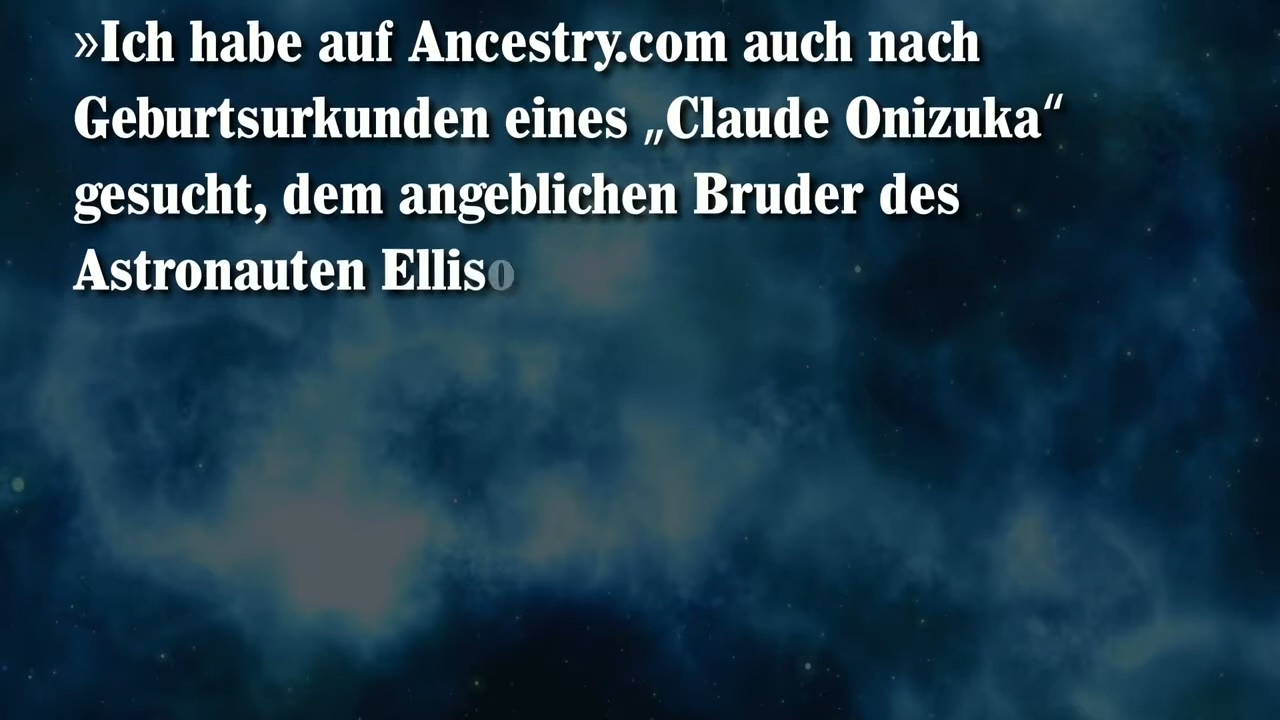 »Ich habe auf Ancestry.com auch nach
Geburtsurkunden eines „Claude Onizuka“
gesucht, dem angeblichen Bruder des
Astronauten Elliso